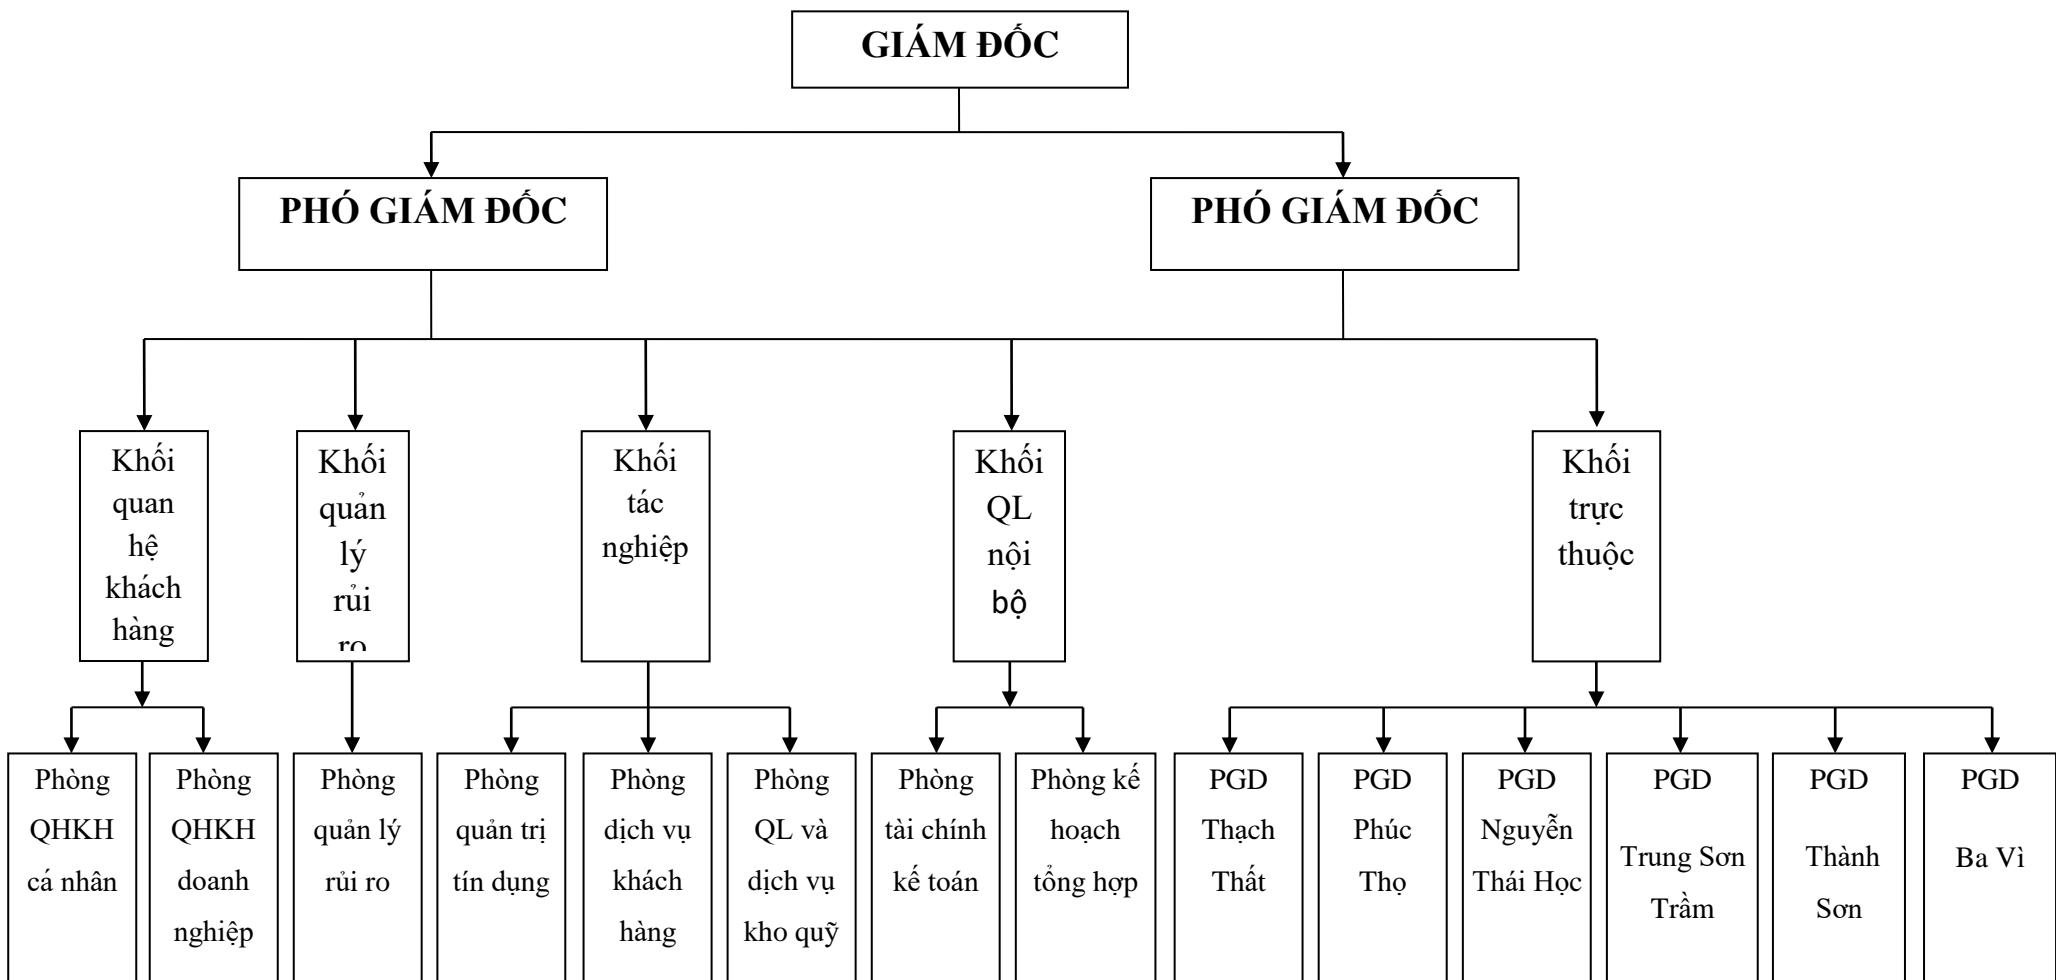 GIÁM ĐỐC
PHÓ GIÁM ĐỐC
PHÓ GIÁM ĐỐC
Khối
quan
hệ
khách
hàng
Khối
quản
lý
rủi
ro
Khối
tác
nghiệp
Khối
QL
nội
bộ
Khối
trực
thuộc
Phòng
QHKH
cá nhân
Phòng
QHKH
doanh
nghiệp
Phòng
quản lý
rủi ro
Phòng
quản trị
tín dụng
Phòng
dịch vụ
khách
hàng
Phòng
QL và
dịch vụ
kho quỹ
Phòng
tài chính
kế toán
Phòng kế
hoạch
tổng hợp
PGD
Thạch
Thất
PGD
Phúc
Thọ
PGD
Nguyễn
Thái Học
PGD
Trung Sơn
Trầm
PGD
Thành
Sơn
PGD
Ba Vì